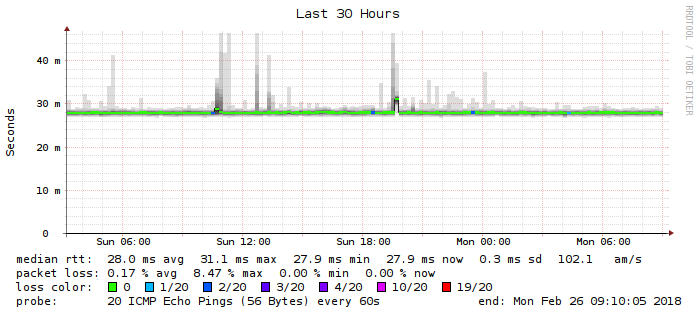 Last 30 Hours
RRDTOOL / TOBI OETIKER
Seconds
40 m
30 m
20 m
10 m
0
Sun 06:00 Sun 12:00 Sun 18:00 Mon 00:00 Mon 06:00
median rtt: 28.0 ms avg 31.1 ms max 27.9 ms min 27.9 ms now 0.3 ms sd 102.1 am/s
packet loss: 0.17 % avg 8.47 % max 0.00 % min 0.00 % now
loss color: 0 1/20 2/20 3/20 4/20 10/20 19/20
probe: 20 ICMP Echo Pings (56 Bytes) every 60s end: Mon Feb 26 09:10:05 2018